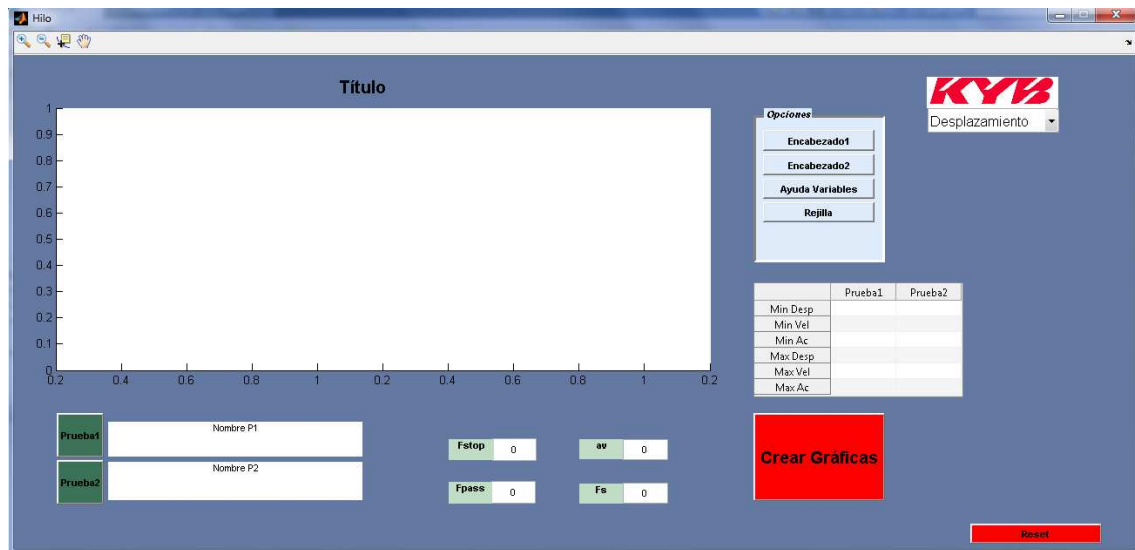 Hilo
Título
1
0.9
0.8
0.7
0.6
0.5
0.4
0.3
0.2
0.1
0
0.2 0.4 0.6 0.8 1 0.2 0.4 0.6 0.8 1 0.2
Opciones
Encabezado1
Encabezado2
Ayuda Variables
Rejilla
KYB
Desplazamiento
Prueba1 Prueba2
Min Desp
Min Vel
Min Ac
Max Desp
Max Vel
Max Ac
Prueba1 Nombre P1
Prueba2 Nombre P2
Fstop 0 av 0
Fpass 0 Fs 0
Crear Gráficas
Reset